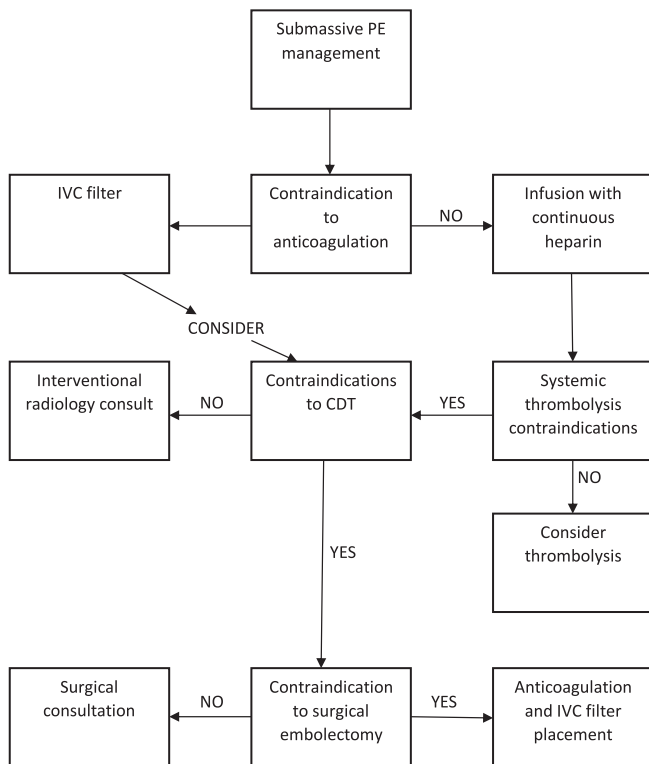 Submassive PE
management
IVC filter
Contraindication
to
anticoagulation
NO
Infusion with
continuous
heparin
CONSIDER
Interventional
radiology consult
NO
Contraindications
to CDT
YES
Systemic
thrombolysis
contraindications
NO
Consider
thrombolysis
YES
Surgical
consultation
NO
Contraindication
to surgical
embolectomy
YES
Anticoagulation
and IVC filter
placement